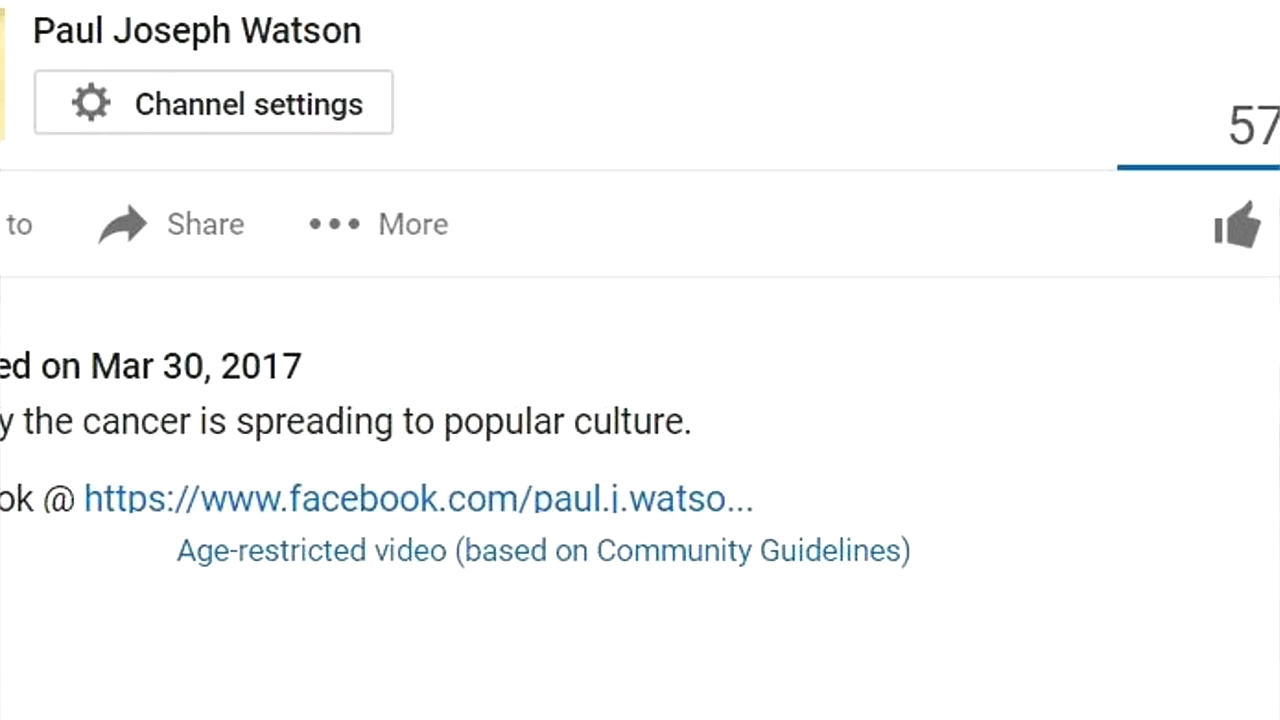 Paul Joseph Watson
Channel settings
57
to
Share
More
ed on Mar 30, 2017
y the cancer is spreading to popular culture.
ok @ https://www.facebook.com/paul.j.watso...
Age-restricted video (based on Community Guidelines)